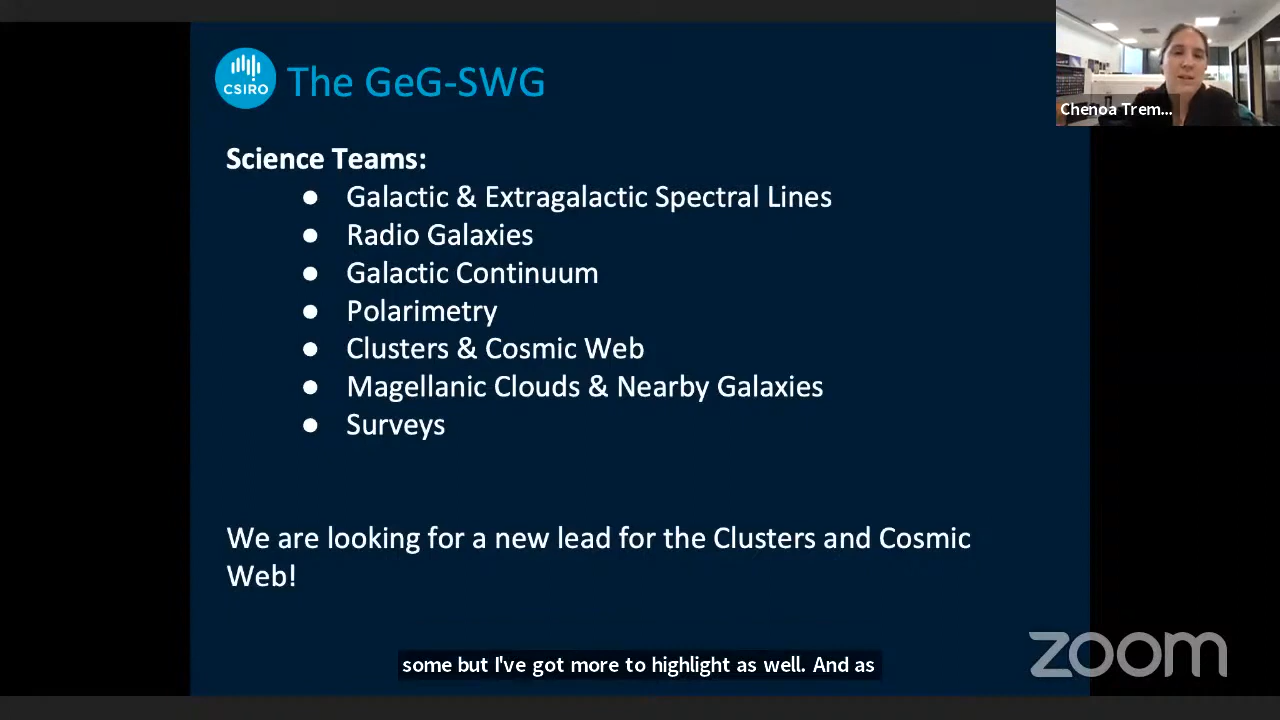 CSIRO
The GeG-SWG
Chenoa Trem...
Science Teams:
● Galactic & Extragalactic Spectral Lines
● Radio Galaxies
● Galactic Continuum
● Polarimetry
● Clusters & Cosmic Web
● Magellanic Clouds & Nearby Galaxies
● Surveys
We are looking for a new lead for the Clusters and Cosmic
Web!
some but I've got more to highlight as well. And as
zoom